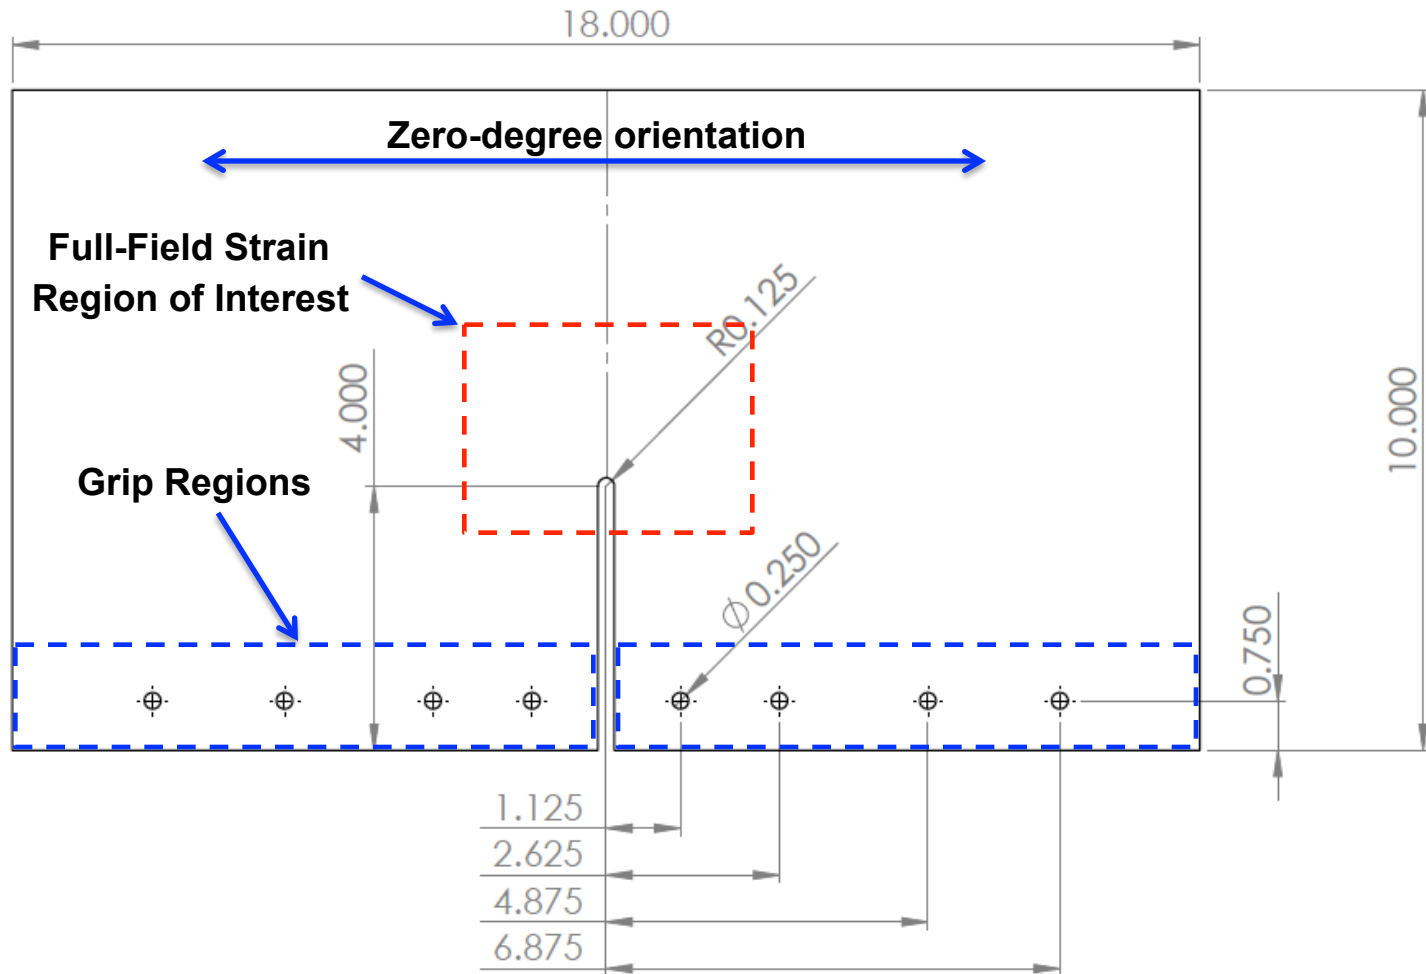 18.000
Zero-degree orientation
Full-Field Strain
Region of Interest
R0.125
4.000
10.000
Grip Regions
Ø0.250
0.750
1.125
2.625
4.875
6.875